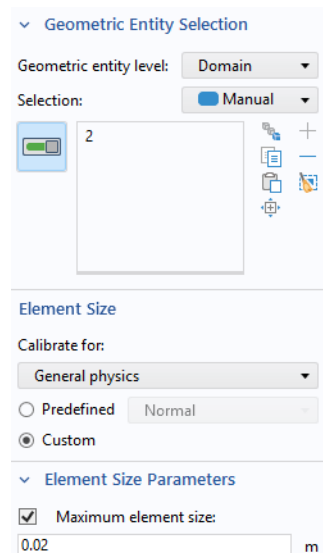 Geometric Entity Selection
Geometric entity level: Domain
Selection: Manual
2
Element Size
Calibrate for:
General physics
Predefined Normal
Custom
Element Size Parameters
Maximum element size:
0.02 m